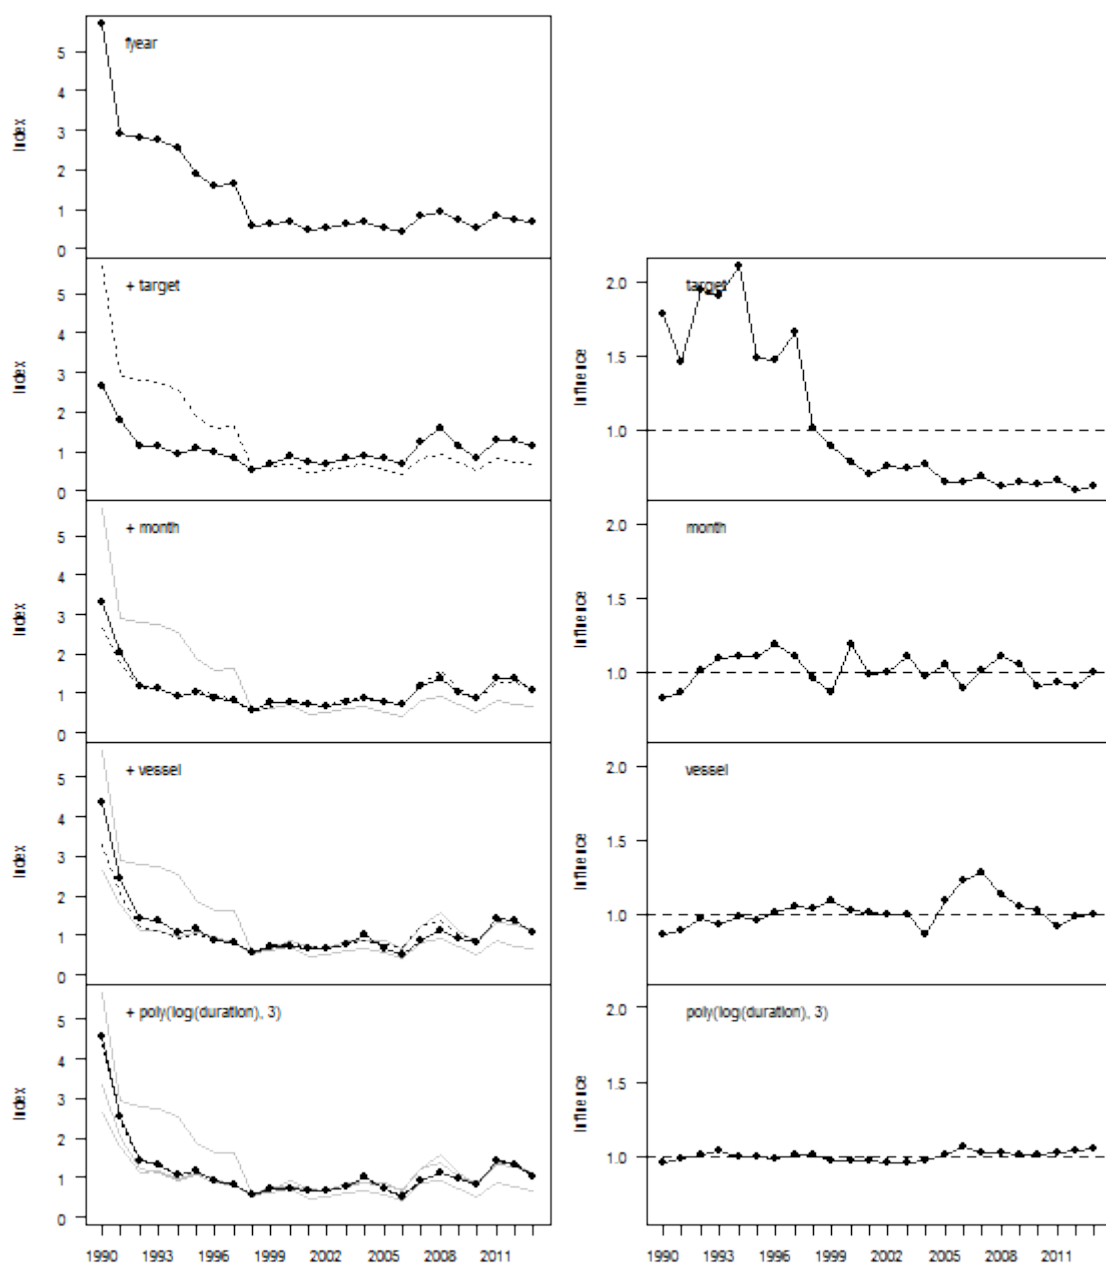 fyear
Index
5
4
3
2
1
0
+ target
Index
5
4
3
2
1
0
target
Influence
2.0
1.5
1.0
+ month
Index
5
4
3
2
1
0
month
Influence
2.0
1.5
1.0
+ vessel
Index
5
4
3
2
1
0
vessel
Influence
2.0
1.5
1.0
+ poly(log(duration), 3)
Index
5
4
3
2
1
0
1990 1993 1996 1999 2002 2005 2008 2011
poly(log(duration), 3)
Influence
2.0
1.5
1.0
1990 1993 1996 1999 2002 2005 2008 2011